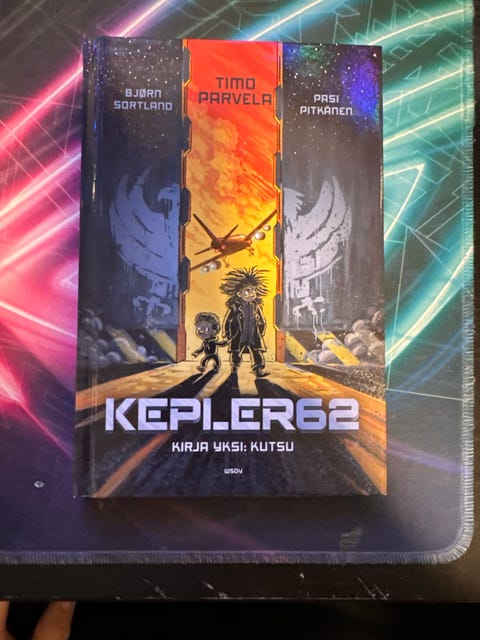 BJØRN
SORTLAND
TIMO
PARVELA
PASI
PITKÄNEN
KEPLER62
KIRJA YKSI: KUTSU
WSOY